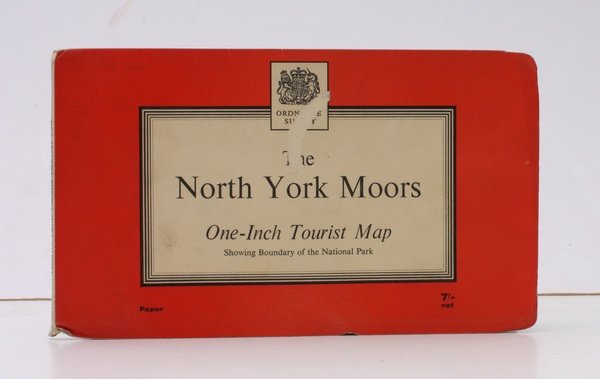 The
North York Moors
One-Inch Tourist Map
Showing Boundary of the National Park
Paper
7/-
net